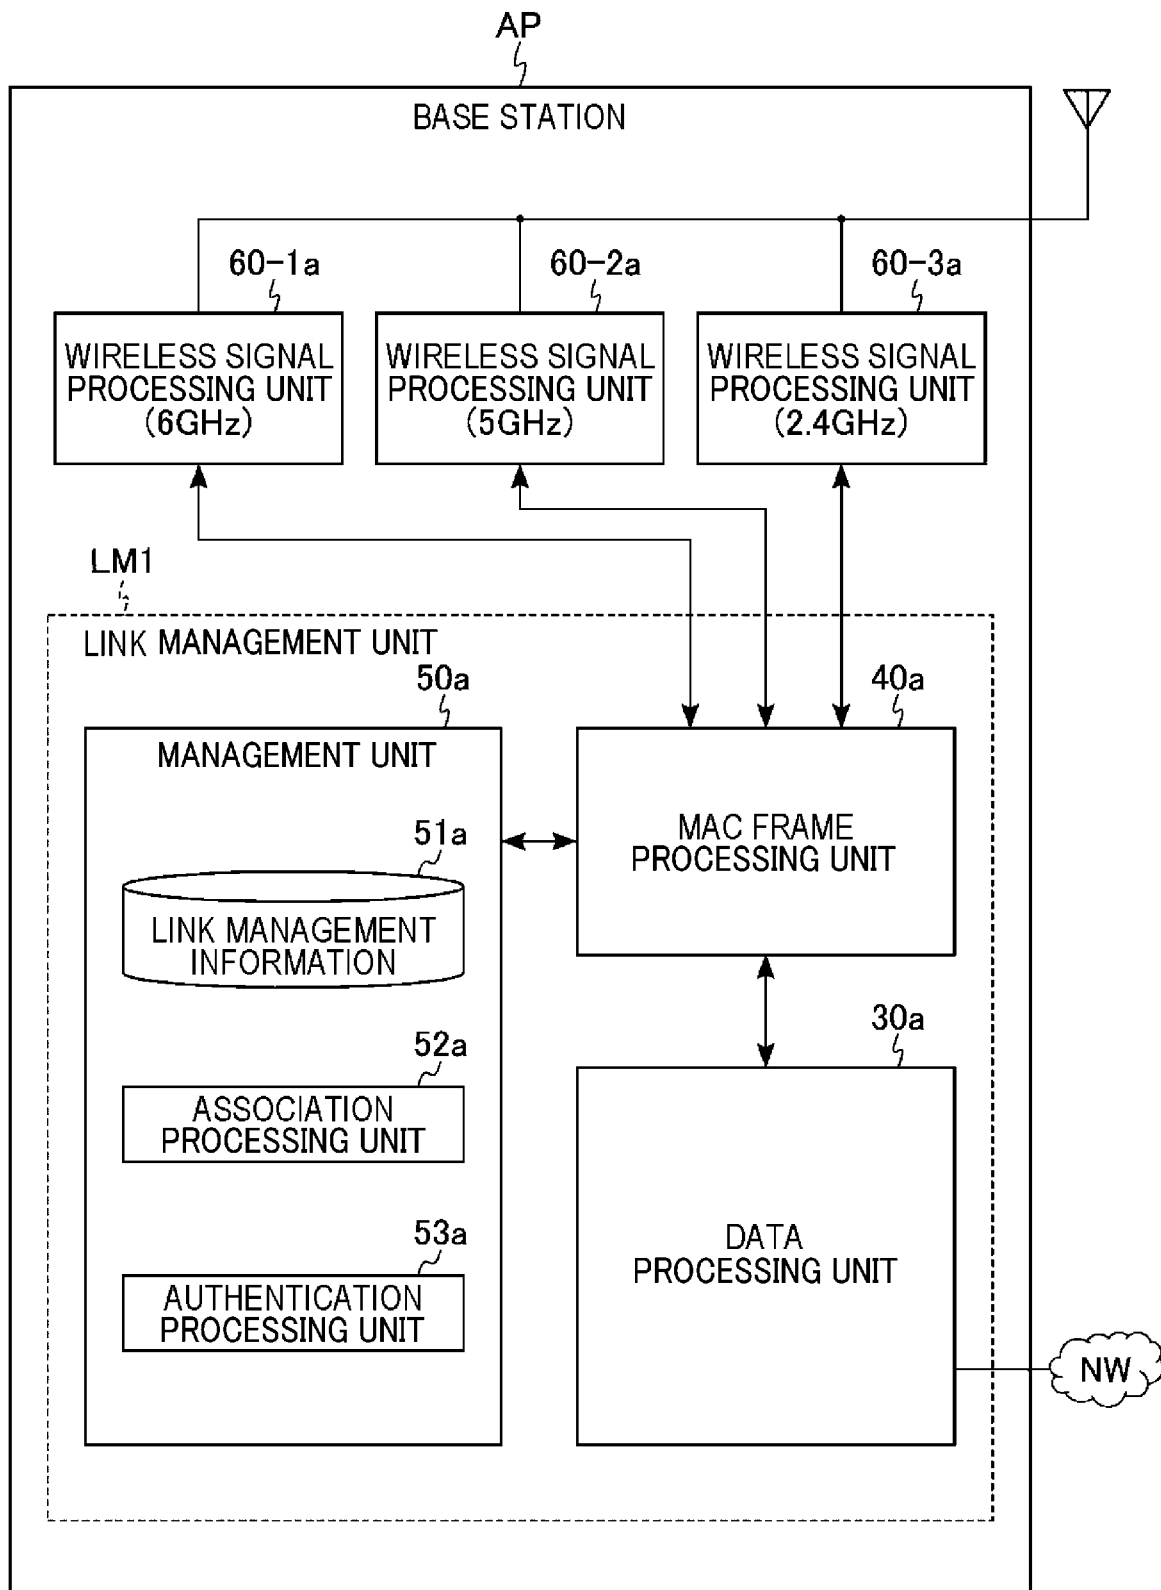 AP
BASE STATION
60-1a
60-2a
60-3a
WIRELESS SIGNAL
PROCESSING UNIT
(6GHz)
WIRELESS SIGNAL
PROCESSING UNIT
(5GHz)
WIRELESS SIGNAL
PROCESSING UNIT
(2.4GHz)
LM1
LINK MANAGEMENT UNIT
50a
MANAGEMENT UNIT
51a
LINK MANAGEMENT
INFORMATION
52a
ASSOCIATION
PROCESSING UNIT
53a
AUTHENTICATION
PROCESSING UNIT
40a
MAC FRAME
PROCESSING UNIT
30a
DATA
PROCESSING UNIT
NW